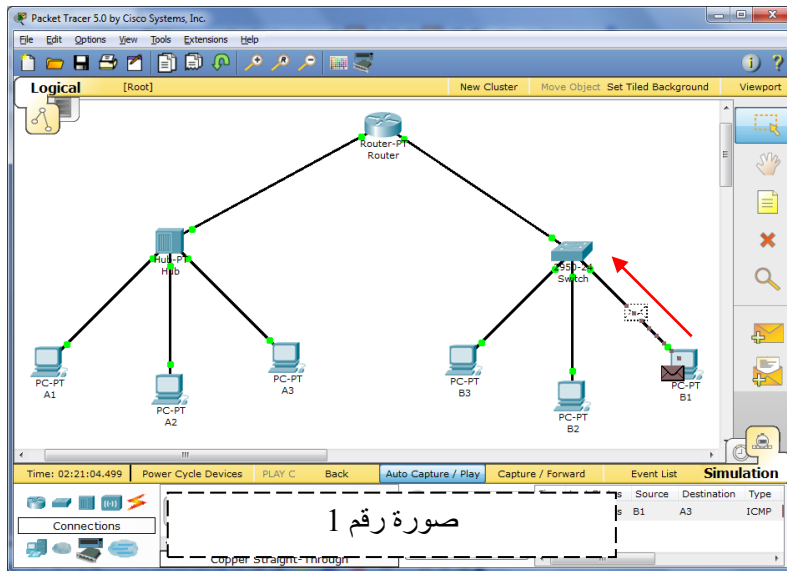 Packet Tracer 5.0 by Cisco Systems, Inc.
File Edit Options View Tools Extensions Help
Logical [Root] New Cluster Move Object Set Tiled Background Viewport
Router-PT
Router
Hub-PT
Hub
2950-24
Switch
PC-PT
A1
PC-PT
A2
PC-PT
A3
PC-PT
B3
PC-PT
B2
PC-PT
B1
Time: 02:21:04.499 Power Cycle Devices PLAY C Back Auto Capture / Play Capture / Forward Event List Simulation
Source Destination Type
B1 A3 ICMP
Connections
صورة رقم 1
Copper Straight-Through